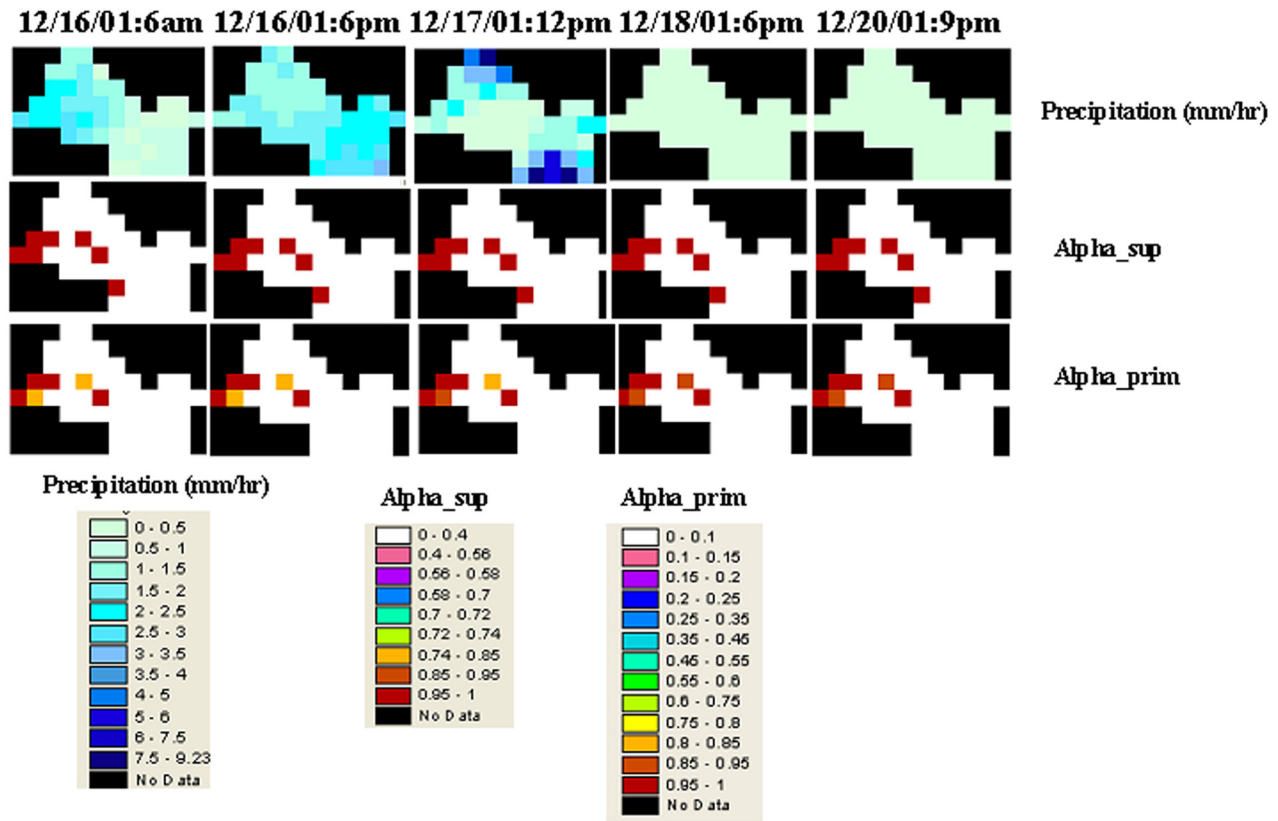 12/16/01:6am 12/16/01:6pm 12/17/01:12pm 12/18/01:6pm 12/20/01:9pm
Precipitation (mm/hr)
Alpha_sup
Alpha_prim
Precipitation (mm/hr)
0 - 0.5
0.5 - 1
1 - 1.5
1.5 - 2
2 - 2.5
2.5 - 3
3 - 3.5
3.5 - 4
4 - 5
5 - 6
6 - 7.5
7.5 - 9.23
No Data
Alpha_sup
0 - 0.4
0.4 - 0.56
0.56 - 0.58
0.58 - 0.7
0.7 - 0.72
0.72 - 0.74
0.74 - 0.85
0.85 - 0.95
0.95 - 1
No Data
Alpha_prim
0 - 0.1
0.1 - 0.15
0.15 - 0.2
0.2 - 0.25
0.25 - 0.35
0.35 - 0.45
0.45 - 0.55
0.55 - 0.6
0.6 - 0.75
0.75 - 0.8
0.8 - 0.85
0.85 - 0.95
0.95 - 1
No Data